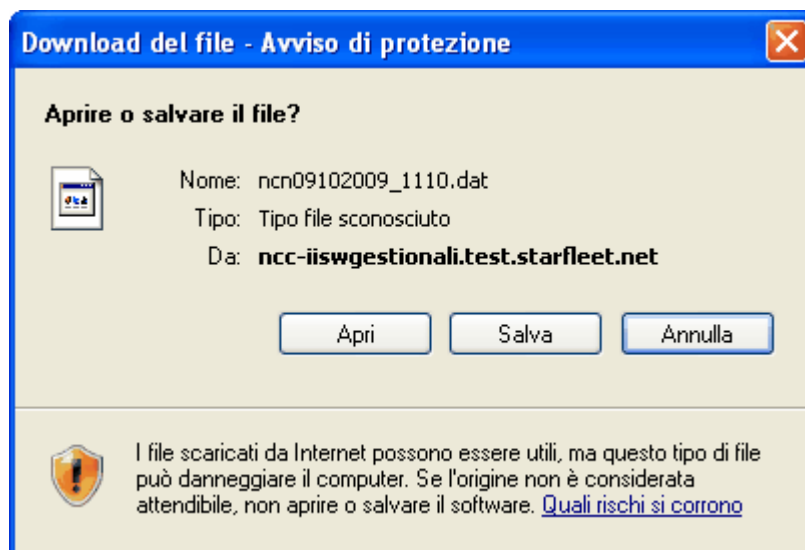 Download del file - Avviso di protezione
Aprire o salvare il file?
Nome: ncn09102009_1110.dat
Tipo: Tipo file sconosciuto
Da: ncc-iiswgestionali.test.starfleet.net
Apri Salva Annulla
I file scaricati da Internet possono essere utili, ma questo tipo di file
può danneggiare il computer. Se l'origine non è considerata
attendibile, non aprire o salvare il software. Quali rischi si corrono